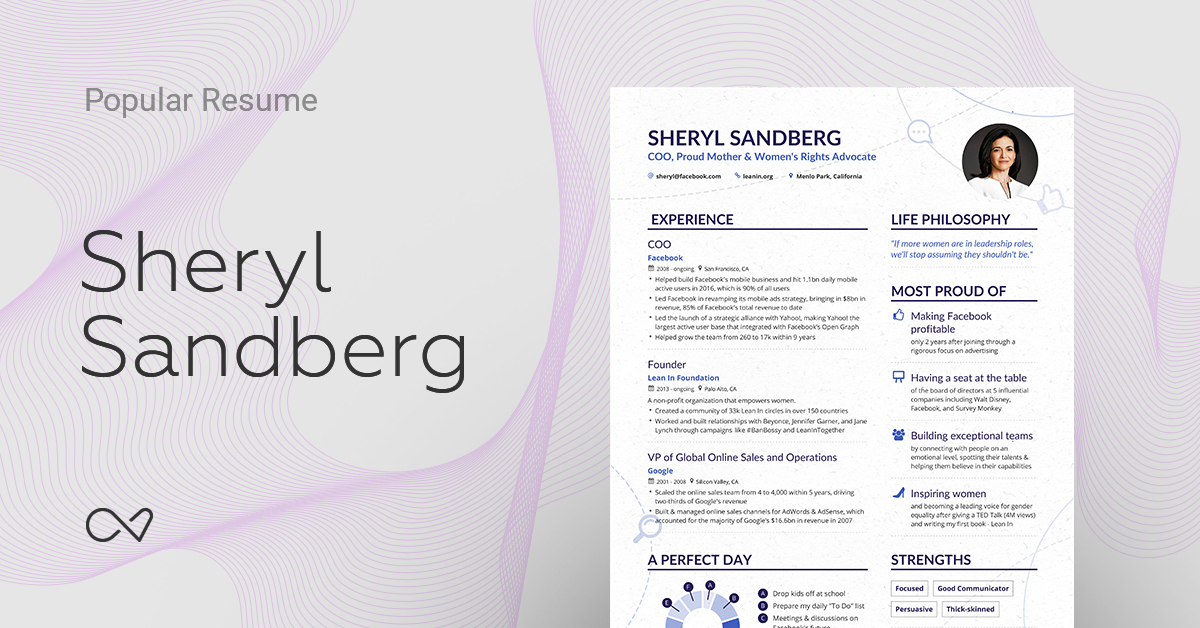 Popular Resume
Sheryl
Sandberg
SHERYL SANDBERG
COO, Proud Mother & Women's Rights Advocate
sheryl@facebook.com leanin.org Menlo Park, California
EXPERIENCE
COO
Facebook
2008 - ongoing San Francisco, CA
• Helped build Facebook's mobile business and hit 1.1bn daily mobile
active users in 2016, which is 90% of all users
• Led Facebook in revamping its mobile ads strategy, bringing in $8bn in
revenue, 85% of Facebook's total revenue to date
• Led the launch of a strategic alliance with Yahoo!, making Yahoo! the
largest active user base that integrated with Facebook's Open Graph
• Helped grow the team from 260 to 17k within 9 years
Founder
Lean In Foundation
2013 - ongoing Palo Alto, CA
A non-profit organization that empowers women.
• Created a community of 33k Lean In circles in over 150 countries
• Worked and built relationships with Beyonce, Jennifer Garner, and Jane
Lynch through campaigns like #BanBossy and LeanInTogether
VP of Global Online Sales and Operations
Google
2001 - 2008 Silicon Valley, CA
• Scaled the online sales team from 4 to 4,000 within 5 years, driving
two-thirds of Google's revenue
• Built & managed online sales channels for AdWords & AdSense, which
accounted for the majority of Google's $16.6bn in revenue in 2007
A PERFECT DAY
E
F
A
B
A Drop kids off at school
B Prepare my daily "To Do" list
C Meetings & discussions on
Facebook's future
LIFE PHILOSOPHY
"If more women are in leadership roles,
we'll stop assuming they shouldn't be."
MOST PROUD OF
Making Facebook
profitable
only 2 years after joining through a
rigorous focus on advertising
Having a seat at the table
of the board of directors at 5 influential
companies including Walt Disney,
Facebook, and Survey Monkey
Building exceptional teams
by connecting with people on an
emotional level, spotting their talents &
helping them believe in their capabilities
Inspiring women
and becoming a leading voice for gender
equality after giving a TED Talk (4M views)
and writing my first book - Lean In
STRENGTHS
Focused Good Communicator
Persuasive Thick-skinned